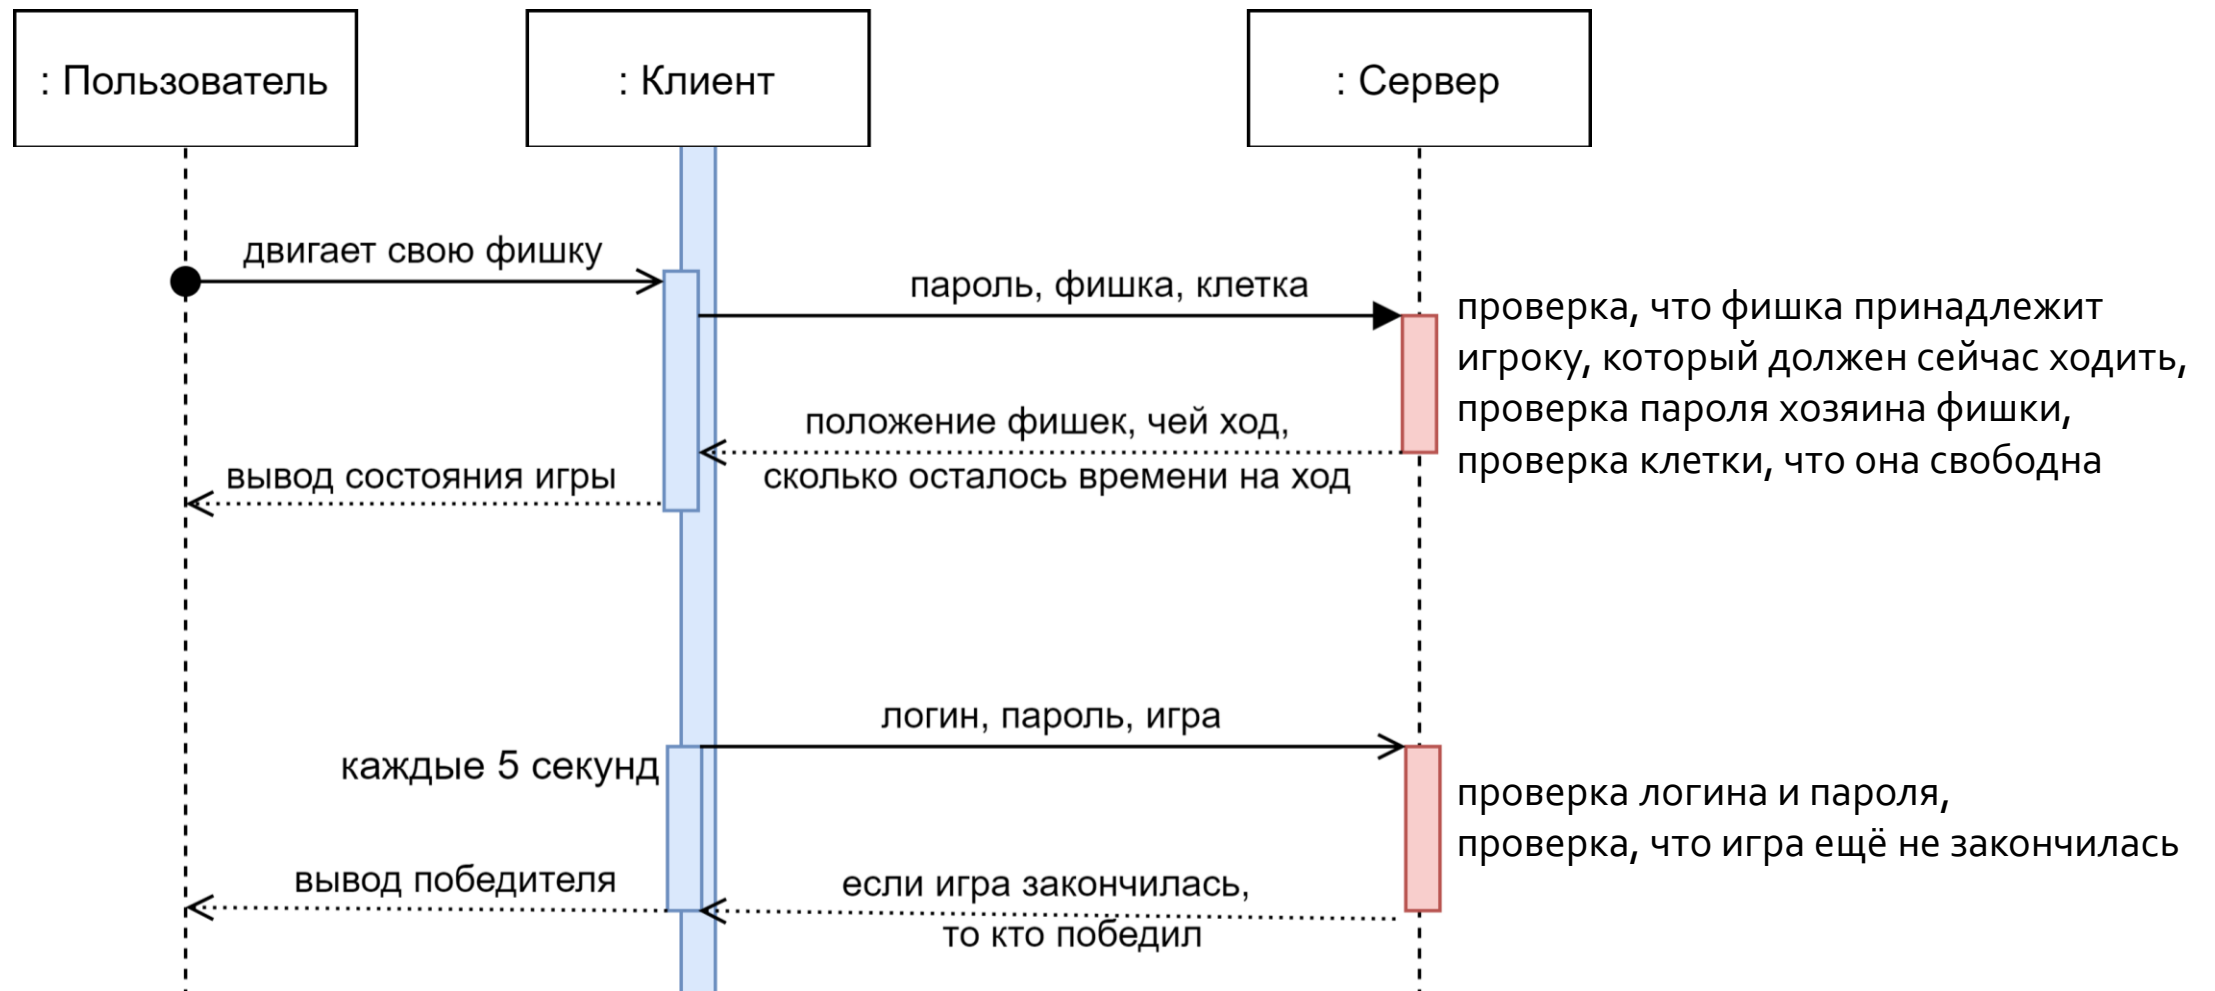 : Пользователь
: Клиент
: Сервер
двигает свою фишку
пароль, фишка, клетка
проверка, что фишка принадлежит
игроку, который должен сейчас ходить,
проверка пароля хозяина фишки,
проверка клетки, что она свободна
положение фишек, чей ход,
сколько осталось времени на ход
вывод состояния игры
логин, пароль, игра
каждые 5 секунд
проверка логина и пароля,
проверка, что игра ещё не закончилась
если игра закончилась,
то кто победил
вывод победителя